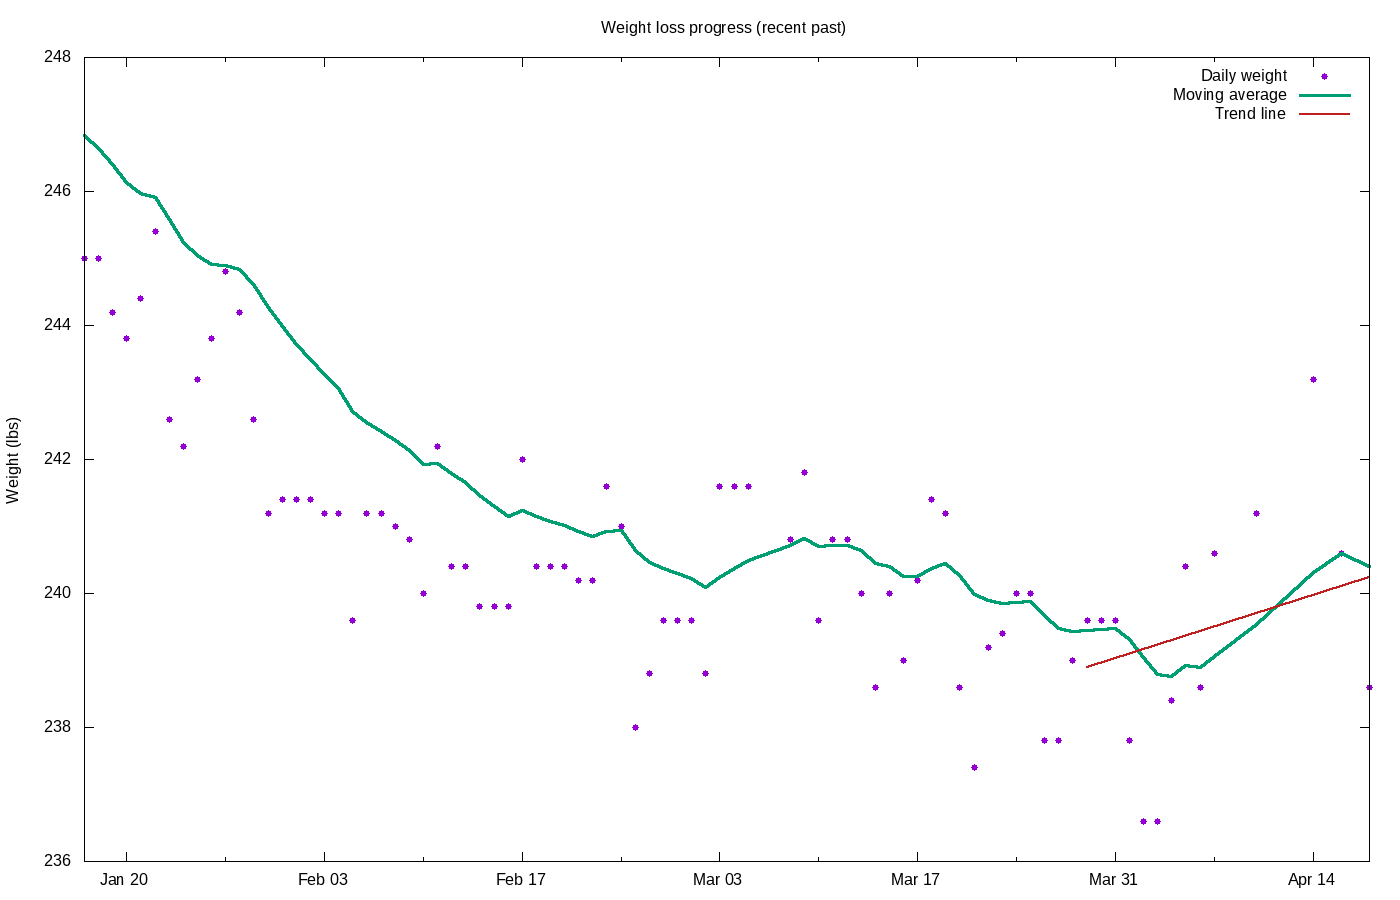 Weight loss progress (recent past)
248
246
244
242
240
238
236
Weight (lbs)
Daily weight
Moving average
Trend line
Jan 20
Feb 03
Feb 17
Mar 03
Mar 17
Mar 31
Apr 14